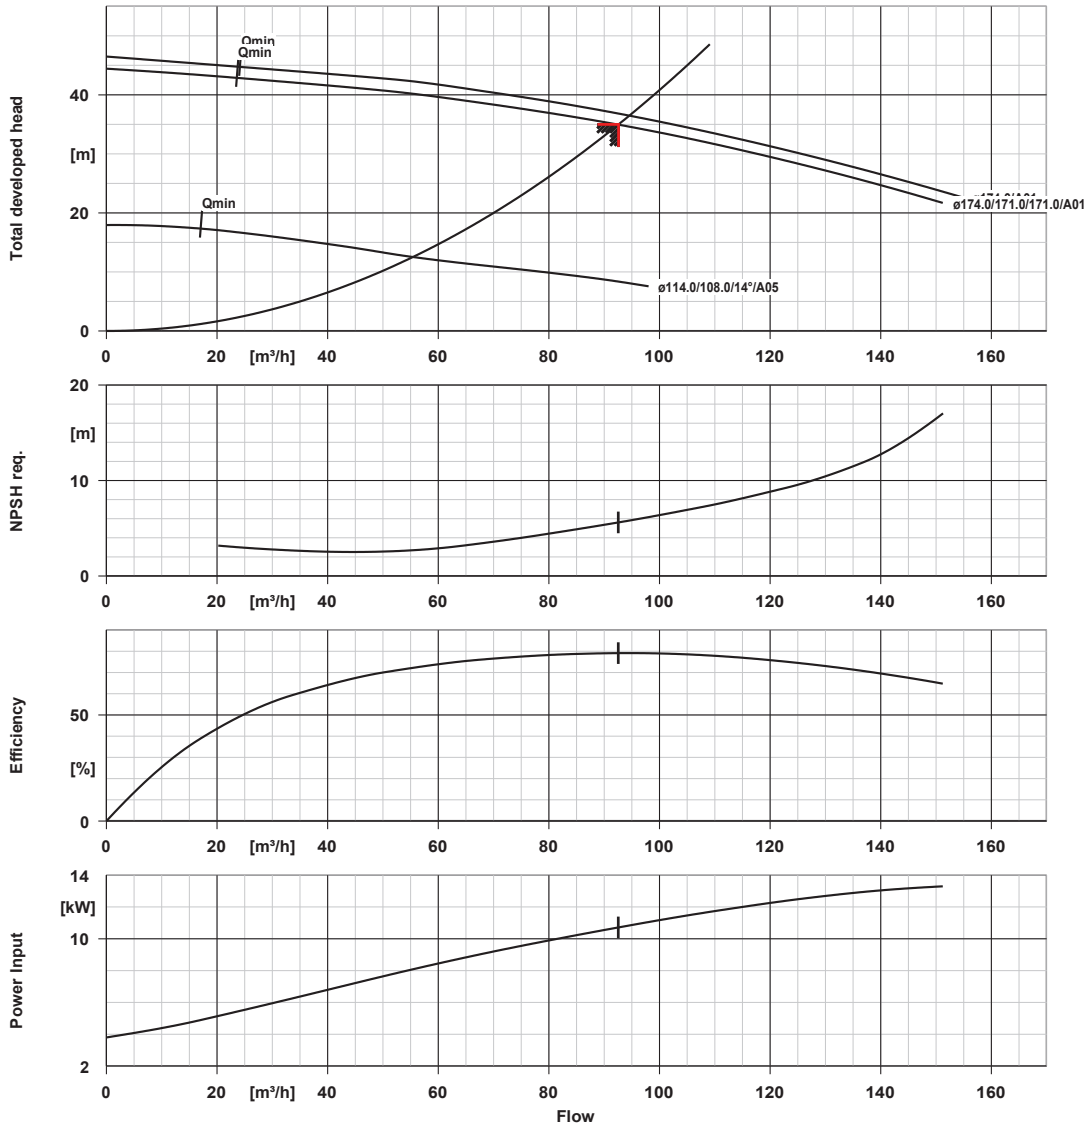 Qmin
Qmin
40
Total developed head
[m]
20
Qmin
ø174.0/171.0/171.0/A01
ø114.0/108.0/14°/A05
0
0 20 [m³/h] 40 60 80 100 120 140 160
20
[m]
NPSH req.
10
0
0 20 [m³/h] 40 60 80 100 120 140 160
50
Efficiency
[%]
0
0 20 [m³/h] 40 60 80 100 120 140 160
14
[kW]
10
Power Input
2
0 20 [m³/h] 40 60 80 100 120 140 160
Flow